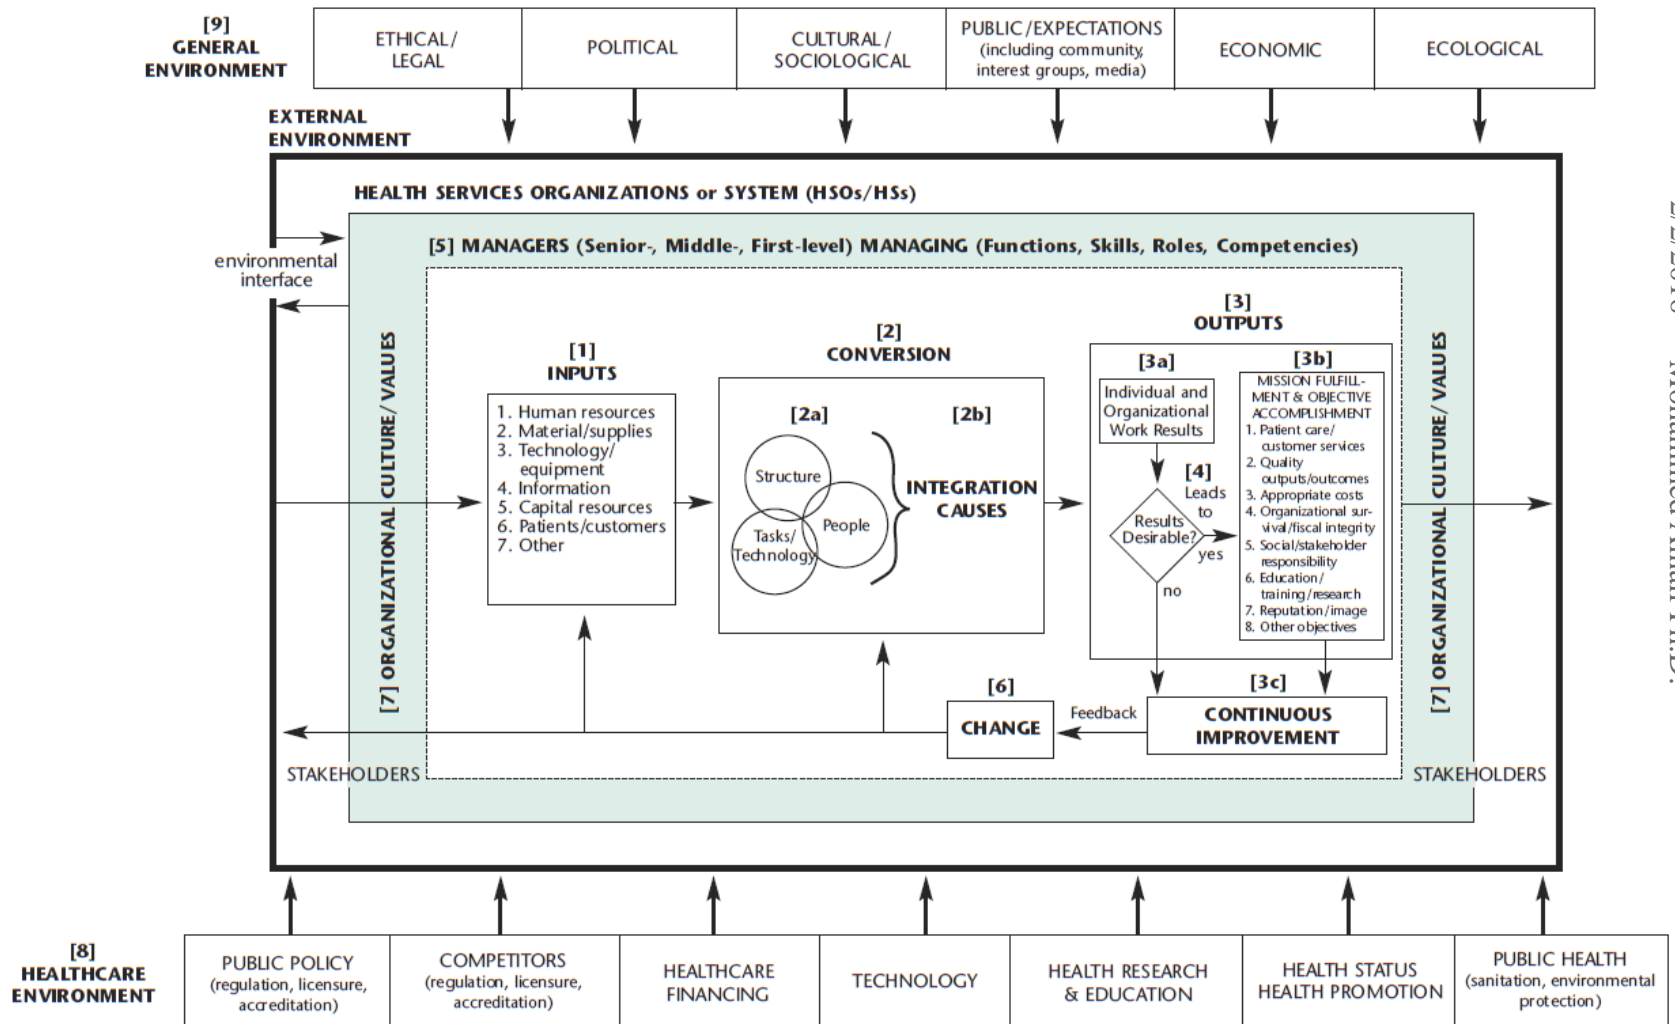 [9]
GENERAL
ENVIRONMENT
ETHICAL/
LEGAL
POLITICAL
CULTURAL/
SOCIOLOGICAL
PUBLIC/EXPECTATIONS
(including community,
interest groups, media)
ECONOMIC
ECOLOGICAL
EXTERNAL
ENVIRONMENT
HEALTH SERVICES ORGANIZATIONS or SYSTEM (HSOs/HSs)
[5] MANAGERS (Senior-, Middle-, First-level) MANAGING (Functions, Skills, Roles, Competencies)
environmental
interface
[7] ORGANIZATIONAL CULTURE/ VALUES
[1]
INPUTS
1. Human resources
2. Material/supplies
3. Technology/
equipment
4. Information
5. Capital resources
6. Patients/customers
7. Other
[2]
CONVERSION
[2a]
Structure
People
Tasks/
Technology
[2b]
INTEGRATION
CAUSES
[3]
OUTPUTS
[3a]
Individual and
Organizational
Work Results
[4]
Leads
to
Results
Desirable?
yes
no
[3b]
MISSION FULFILL-
MENT & OBJECTIVE
ACCOMPLISHMENT
1. Patient care/
customer services
2. Quality
outputs/outcomes
3. Appropriate costs
4. Organizational sur-
vival/fiscal integrity
5. Social/stakeholder
responsibility
6. Education/
training/research
7. Reputation/image
8. Other objectives
[3c]
CONTINUOUS
IMPROVEMENT
Feedback
[6]
CHANGE
[7] ORGANIZATIONAL CULTURE/ VALUES
STAKEHOLDERS
STAKEHOLDERS
[8]
HEALTHCARE
ENVIRONMENT
PUBLIC POLICY
(regulation, licensure,
accreditation)
COMPETITORS
(regulation, licensure,
accreditation)
HEALTHCARE
FINANCING
TECHNOLOGY
HEALTH RESEARCH
& EDUCATION
HEALTH STATUS
HEALTH PROMOTION
PUBLIC HEALTH
(sanitation, environmental
protection)